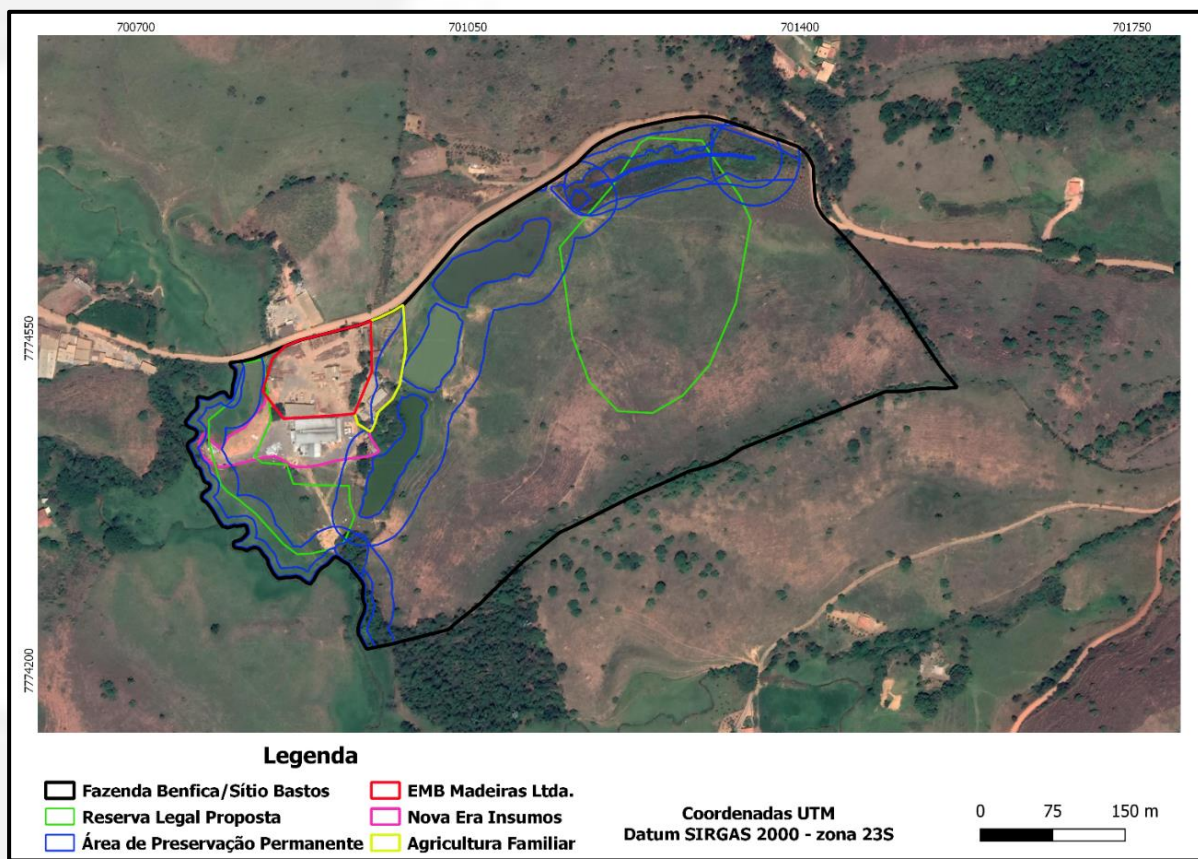 700700 701050 701400 701750
7774550
7774200
Legenda
Fazenda Benfica/Sítio Bastos
Reserva Legal Proposta
Área de Preservação Permanente
EMB Madeiras Ltda.
Nova Era Insumos
Agricultura Familiar
Coordenadas UTM
Datum SIRGAS 2000 - zona 23S
0 75 150 m